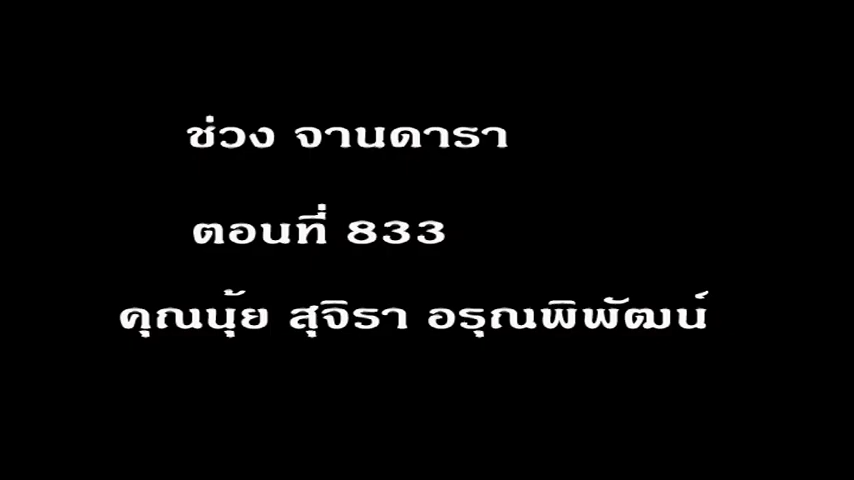 ช่วง จานดารา
ตอนที่ 833
คุณนุ้ย สุจิรา อรุณพิพัฒน์